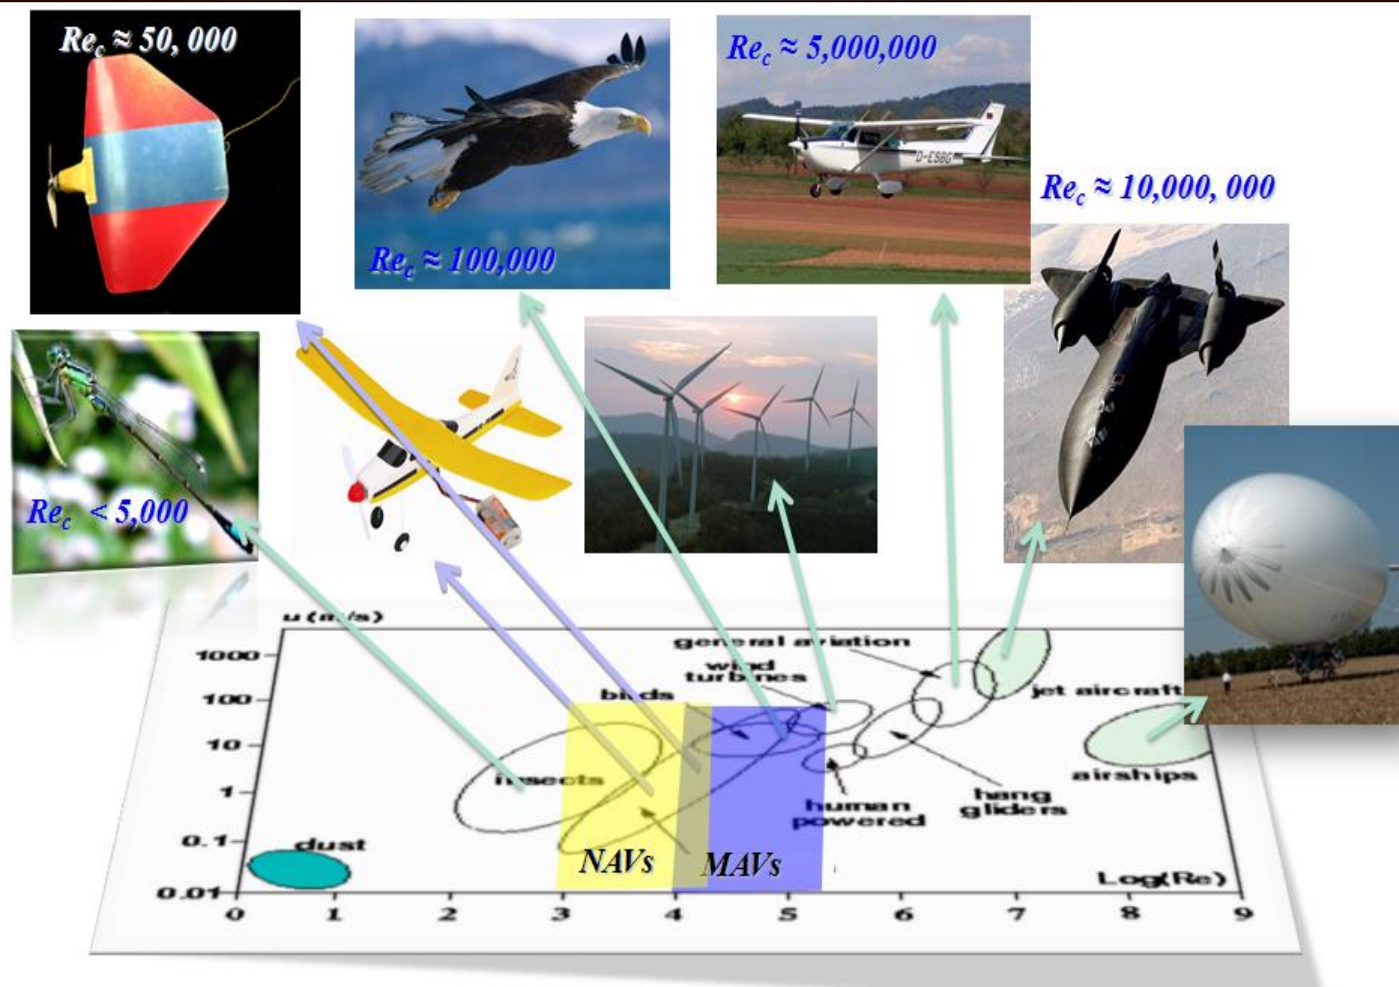 Re_c ≈ 50, 000
Re_c ≈ 100,000
Re_c ≈ 5,000,000
D-ESBG
Re_c ≈ 10,000, 000
Re_c < 5,000
u (m/s)
1000
100
10
1
0.1
0.01
general aviation
wind
turbines
birds
jet aircraft
insects
airships
hang
gliders
human
powered
dust
NAVs
MAVs
Log(Re)
0 1 2 3 4 5 6 7 8 9